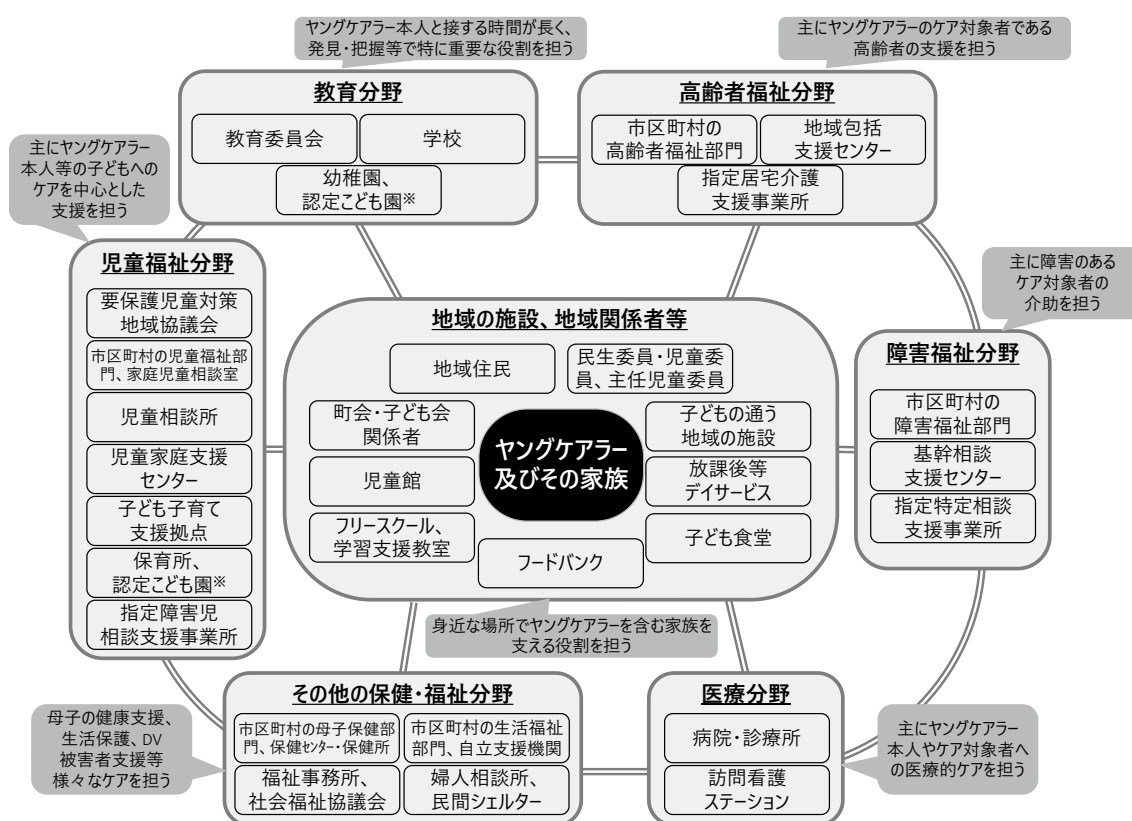 ヤングケアラー本人と接する時間が長く、
発見・把握等で特に重要な役割を担う
主にヤングケアラーのケア対象者である
高齢者の支援を担う
教育分野
教育委員会
学校
幼稚園、
認定こども園※
高齢者福祉分野
市区町村の
高齢者福祉部門
地域包括
支援センター
指定居宅介護
支援事業所
主にヤングケアラー
本人等の子どもへの
ケアを中心とした
支援を担う
児童福祉分野
要保護児童対策
地域協議会
市区町村の児童福祉部
門、家庭児童相談室
児童相談所
児童家庭支援
センター
子ども子育て
支援拠点
保育所、
認定こども園※
指定障害児
相談支援事業所
地域の施設、地域関係者等
地域住民
民生委員・児童委
員、主任児童委員
町会・子ども会
関係者
児童館
フリースクール、
学習支援教室
ヤングケアラー
及びその家族
子どもの通う
地域の施設
放課後等
デイサービス
子ども食堂
フードバンク
身近な場所でヤングケアラーを含む家族を
支える役割を担う
主に障害のある
ケア対象者の
介助を担う
障害福祉分野
市区町村の
障害福祉部門
基幹相談
支援センター
指定特定相談
支援事業所
母子の健康支援、
生活保護、DV
被害者支援等
様々なケアを担う
その他の保健・福祉分野
市区町村の母子保健部
門、保健センター・保健所
市区町村の生活福祉
部門、自立支援機関
福祉事務所、
社会福祉協議会
婦人相談所、
民間シェルター
医療分野
病院・診療所
訪問看護
ステーション
主にヤングケアラー
本人やケア対象者へ
の医療的ケアを担う